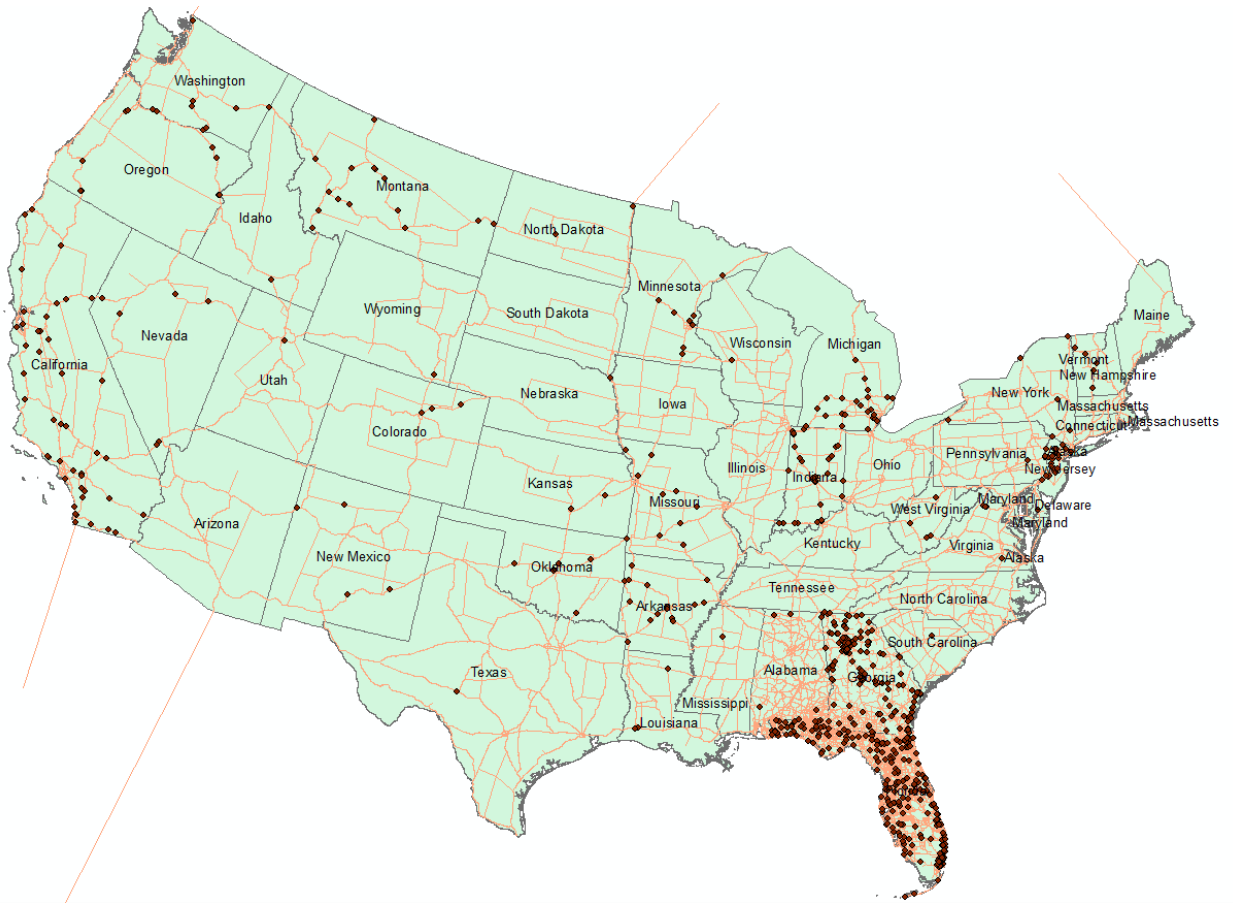 Washington
Oregon
Idaho
Montana
North Dakota
Minnesota
Wyoming
South Dakota
Wisconsin
Michigan
Maine
Vermont
New Hampshire
New York
Massachusetts
Massachusetts
Connecticut
Nevada
California
Utah
Nebraska
Iowa
Colorado
Illinois
Indiana
Ohio
Pennsylvania
Alaska
New Jersey
Kansas
Missouri
West Virginia
Maryland
Delaware
Maryland
Arizona
New Mexico
Oklahoma
Kentucky
Virginia
Alaska
Tennessee
Arkansas
North Carolina
South Carolina
Texas
Alabama
Georgia
Mississippi
Louisiana
Florida